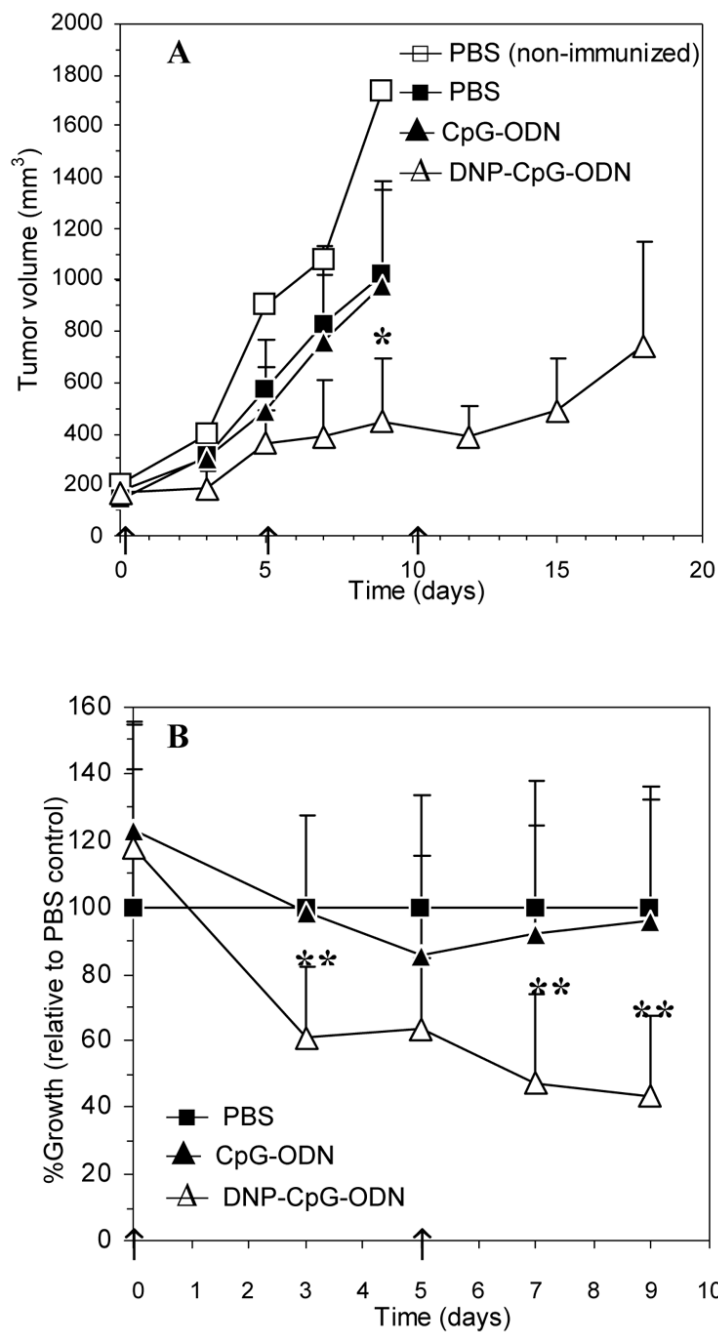 A
PBS (non-immunized)
PBS
CpG-ODN
DNP-CpG-ODN
Tumor volume (mm³)
2000
1800
1600
1400
1200
1000
800
600
400
200
0
*
0 5 10 15 20
Time (days)
B
%Growth (relative to PBS control)
160
140
120
100
80
60
40
20
0
** ** **
PBS
CpG-ODN
DNP-CpG-ODN
0 1 2 3 4 5 6 7 8 9 10
Time (days)